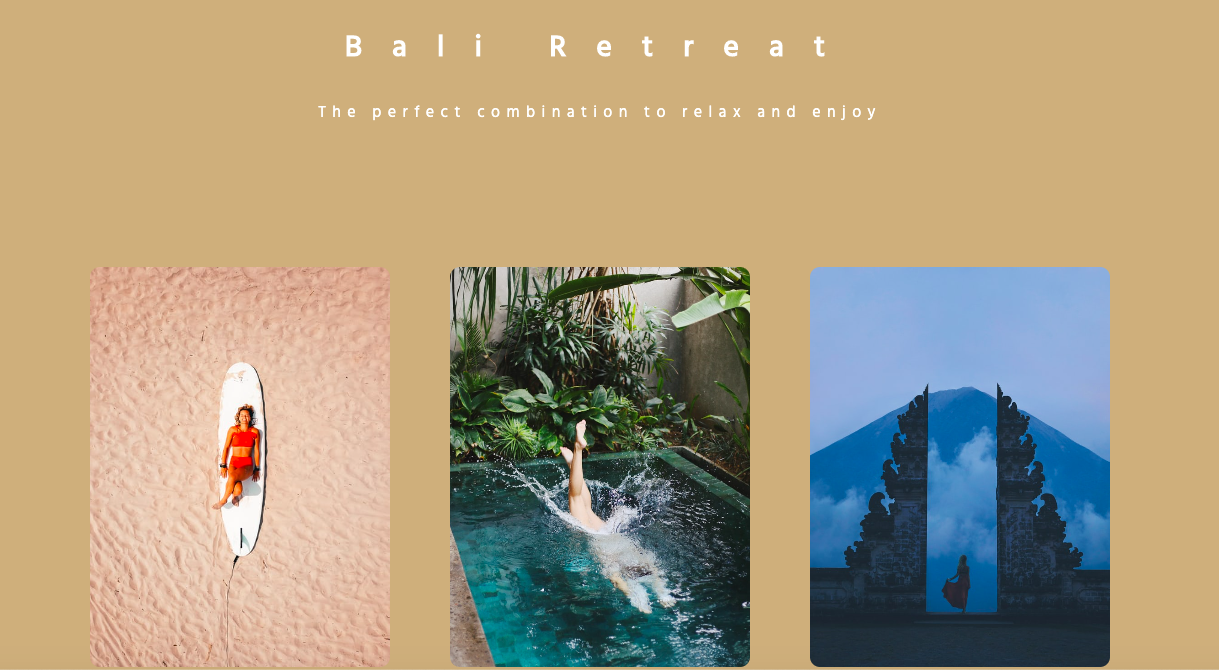 Bali Retreat
The perfect combination to relax and enjoy